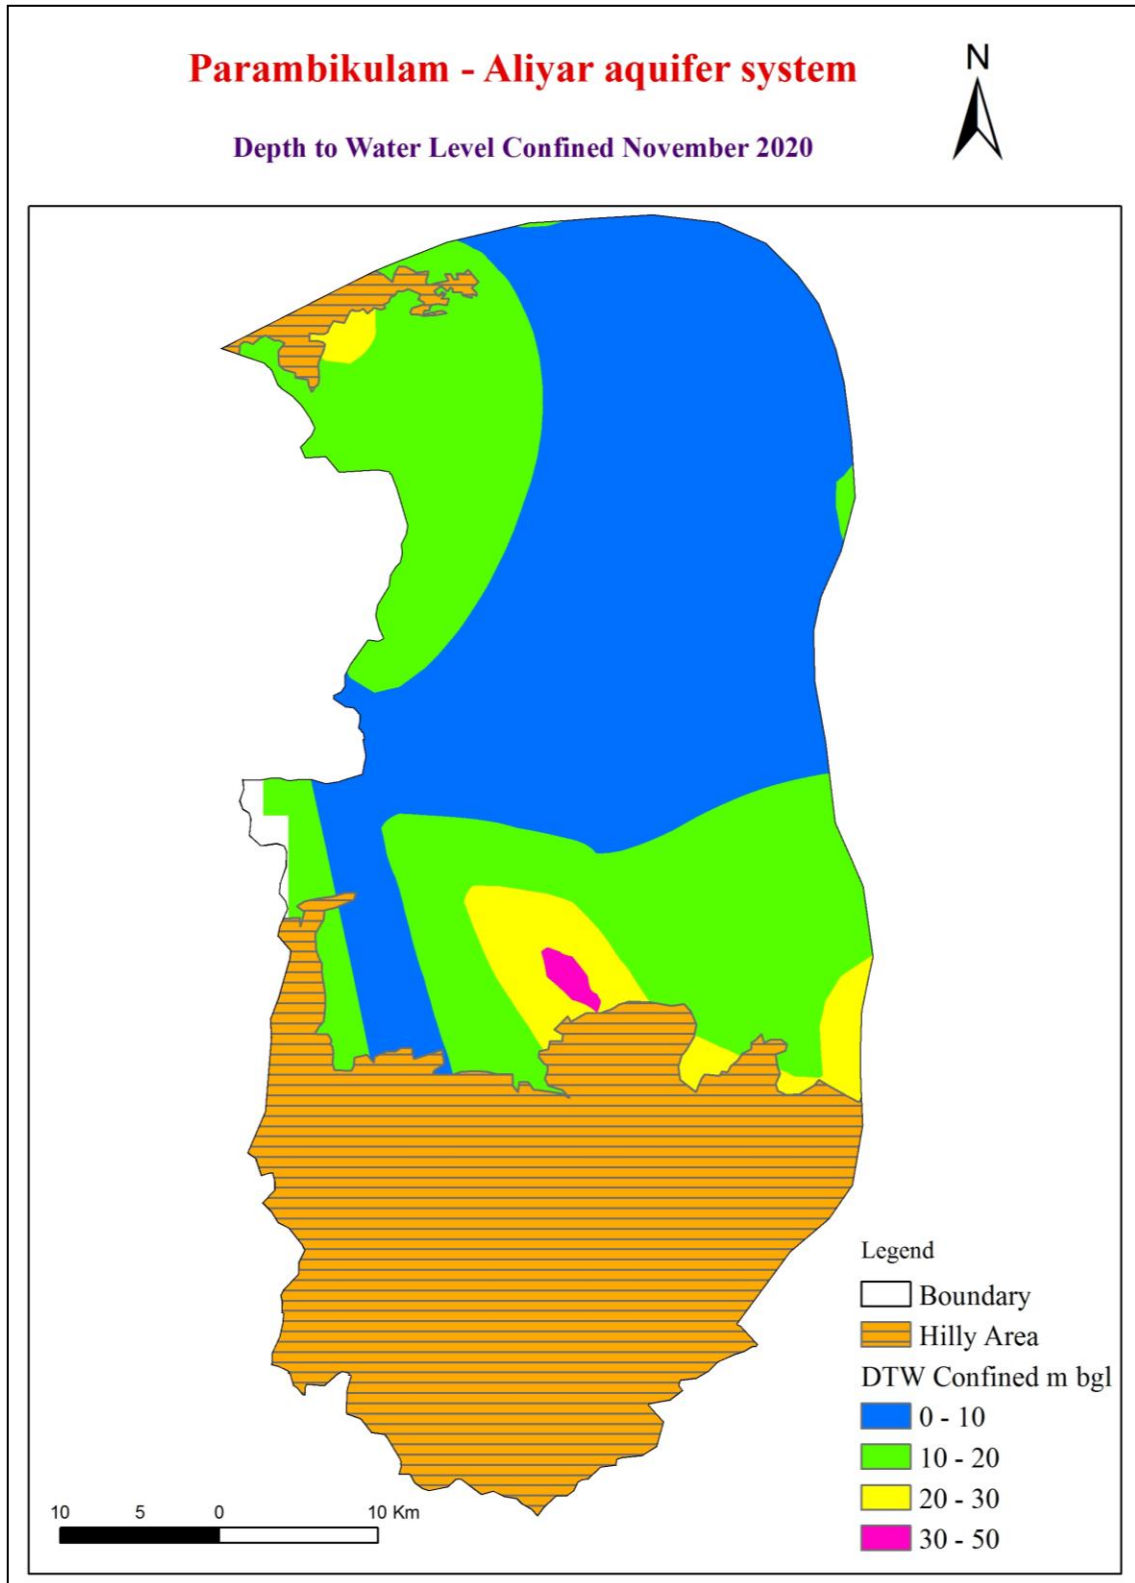 Parambikulam - Aliyar aquifer system
N
Depth to Water Level Confined November 2020
Legend
Boundary
Hilly Area
DTW Confined m bgl
0 - 10
10 - 20
20 - 30
30 - 50
10 5 0 10 Km